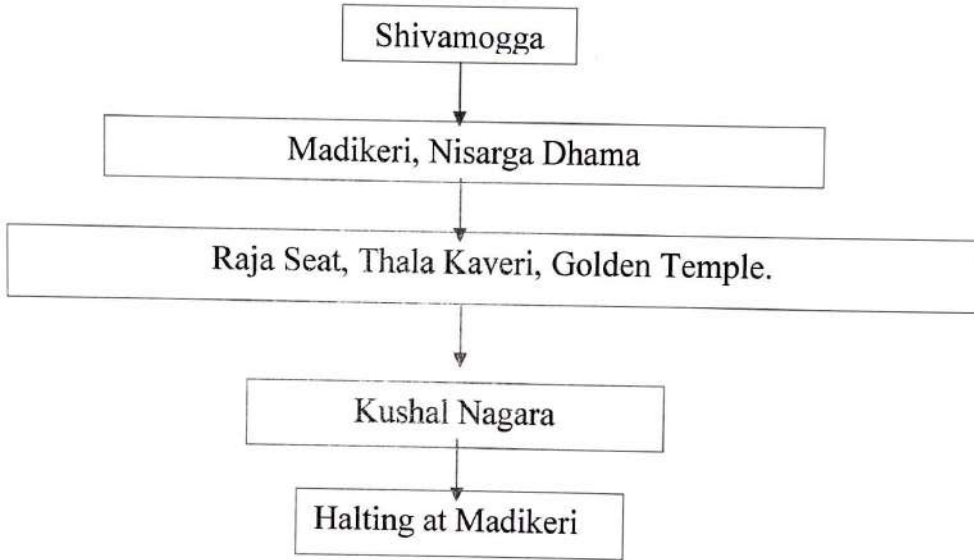 Shivamogga
Madikeri, Nisarga Dhama
Raja Seat, Thala Kaveri, Golden Temple.
Kushal Nagara
Halting at Madikeri